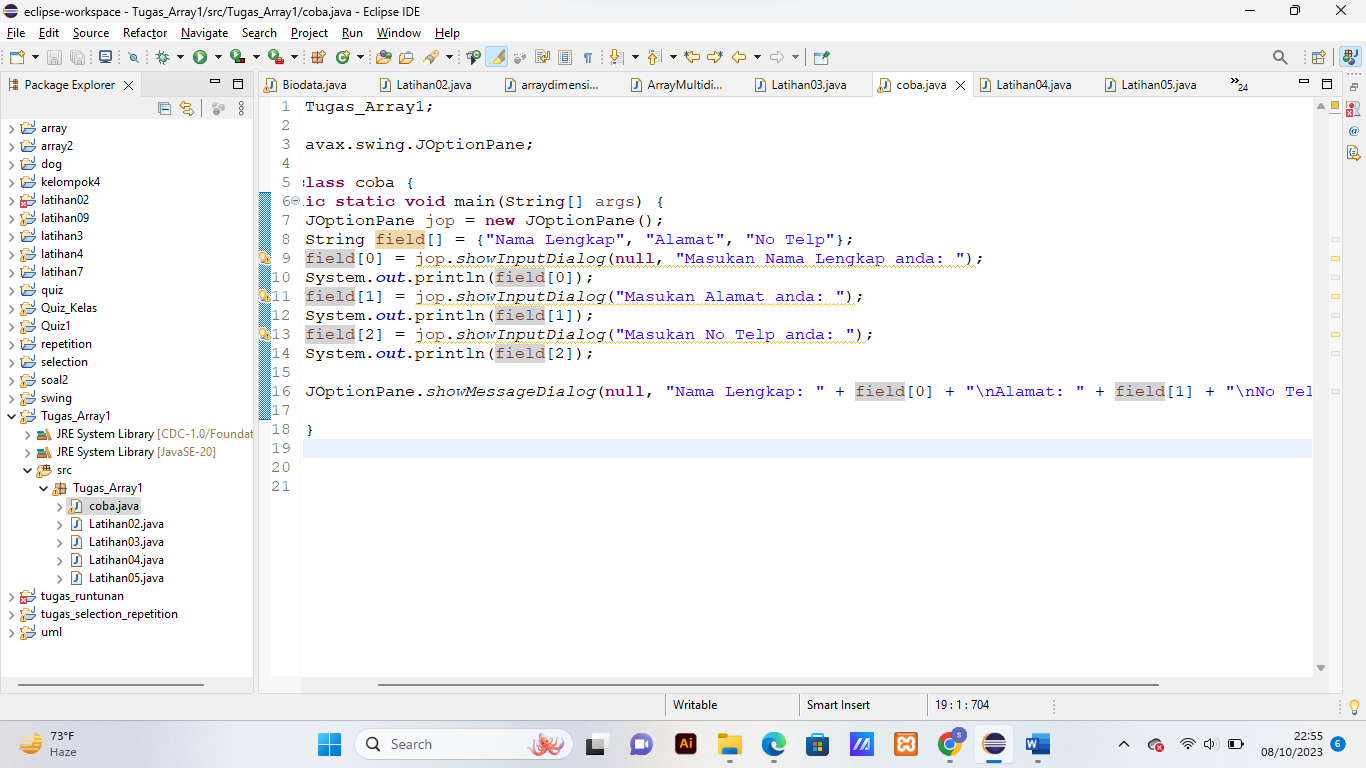 eclipse-workspace - Tugas_Array1/src/Tugas_Array1/coba.java - Eclipse IDE
File Edit Source Refactor Navigate Search Project Run Window Help
Package Explorer
Biodata.java Latihan02.java arraydimensi... ArrayMultidi... Latihan03.java coba.java Latihan04.java Latihan05.java »24
array
array2
dog
kelompok4
latihan02
latihan09
latihan3
latihan4
latihan7
quiz
Quiz_Kelas
Quiz1
repetition
selection
soal2
swing
Tugas_Array1
JRE System Library [CDC-1.0/Foundat
JRE System Library [JavaSE-20]
src
Tugas_Array1
coba.java
Latihan02.java
Latihan03.java
Latihan04.java
Latihan05.java
tugas_runtunan
tugas_selection_repetition
uml
1 Tugas_Array1;
2
3 avax.swing.JOptionPane;
4
5 class coba {
6 ic static void main(String[] args) {
7 JOptionPane jop = new JOptionPane();
8 String field[] = {"Nama Lengkap", "Alamat", "No Telp"};
9 field[0] = jop.showInputDialog(null, "Masukan Nama Lengkap anda: ");
10 System.out.println(field[0]);
11 field[1] = jop.showInputDialog("Masukan Alamat anda: ");
12 System.out.println(field[1]);
13 field[2] = jop.showInputDialog("Masukan No Telp anda: ");
14 System.out.println(field[2]);
15
16 JOptionPane.showMessageDialog(null, "Nama Lengkap: " + field[0] + "\nAlamat: " + field[1] + "\nNo Tel
17
18 }
19
20
21
Writable Smart Insert 19 : 1 : 704
73°F
Haze
Search
Ai
S
22:55
08/10/2023
6